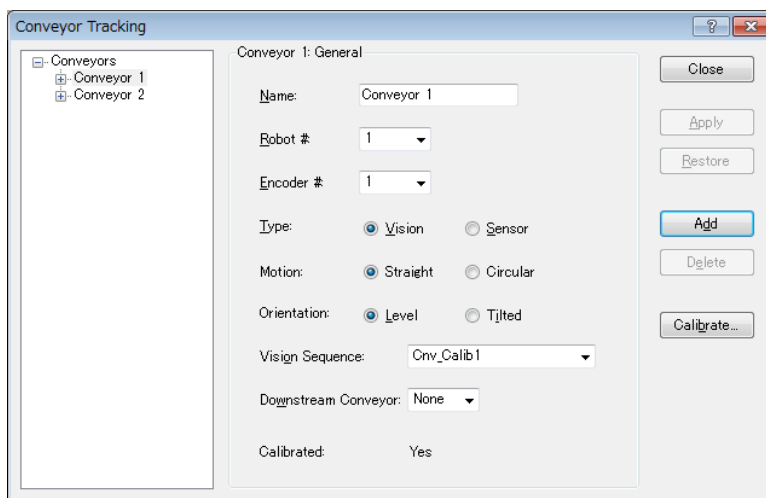 Conveyor Tracking
Conveyors
Conveyor 1
Conveyor 2
Conveyor 1: General
Name: Conveyor 1
Robot #: 1
Encoder #: 1
Type: Vision Sensor
Motion: Straight Circular
Orientation: Level Tilted
Vision Sequence: Cnv_Calib1
Downstream Conveyor: None
Calibrated: Yes
Close
Apply
Restore
Add
Delete
Calibrate...